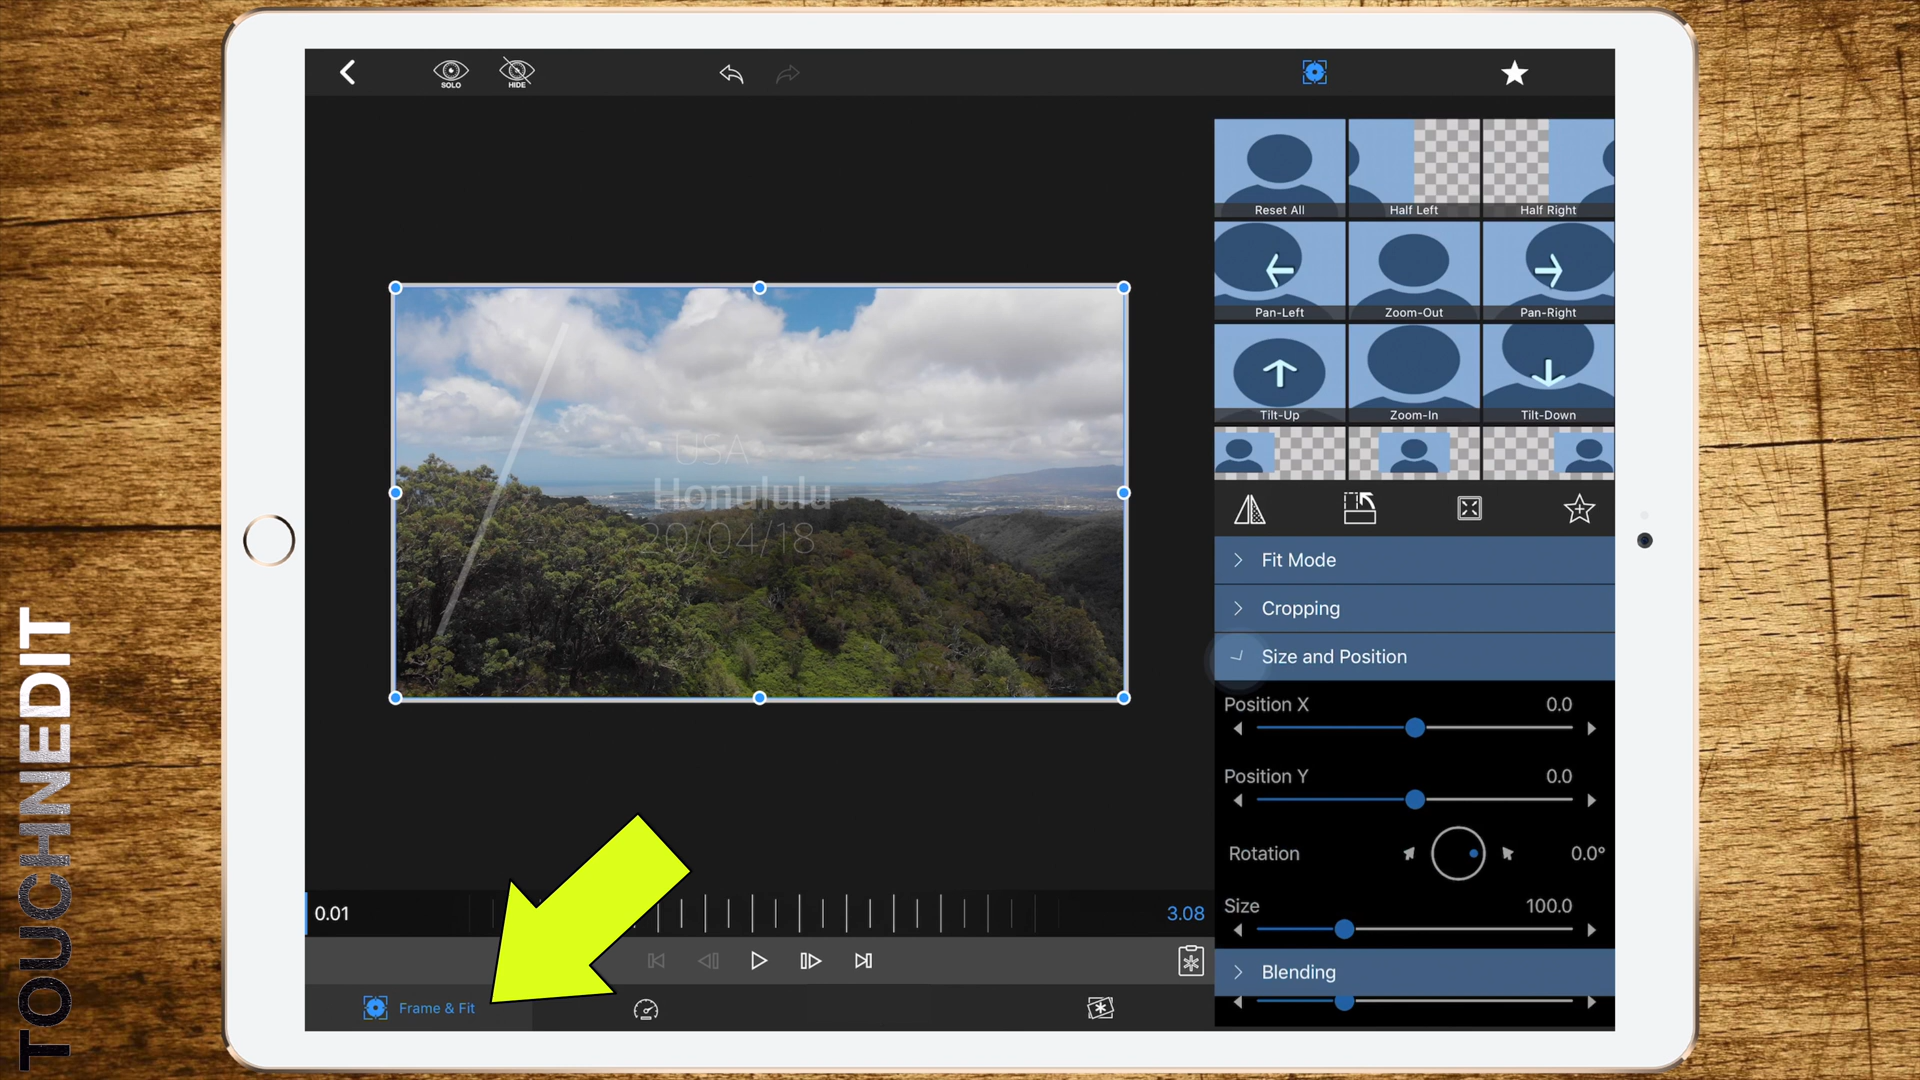 SOLO
HIDE
Reset All
Half Left
Half Right
Pan-Left
Zoom-Out
Pan-Right
Tilt-Up
Zoom-In
Tilt-Down
USA
Honululu
20/04/18
Fit Mode
Cropping
Size and Position
Position X 0.0
Position Y 0.0
Rotation 0.0°
Size 100.0
Blending
0.01
3.08
Frame & Fit
TOUCHNEDIT